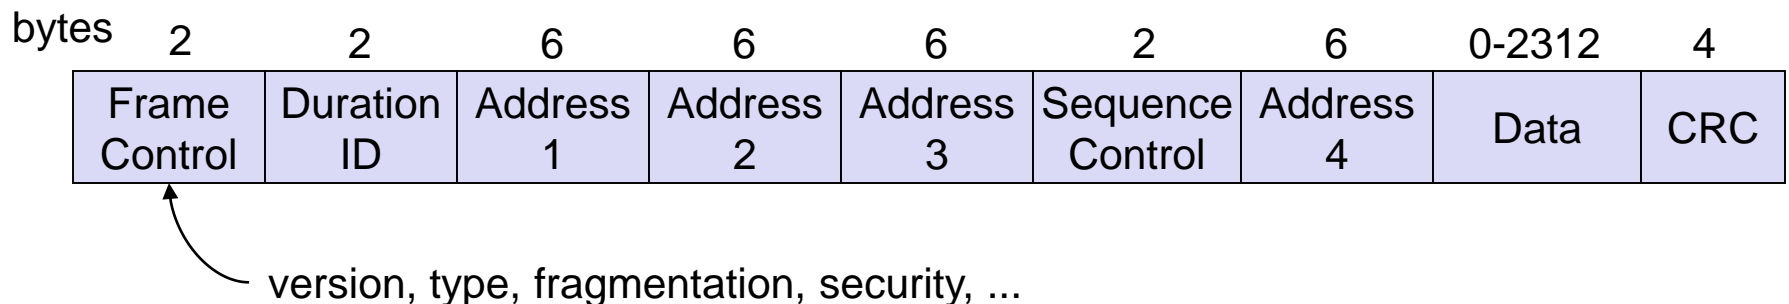 bytes 2 2 6 6 6 2 6 0-2312 4
Frame Duration Address Address Address Sequence Address Data CRC
Control ID 1 2 3 Control 4
version, type, fragmentation, security, ...